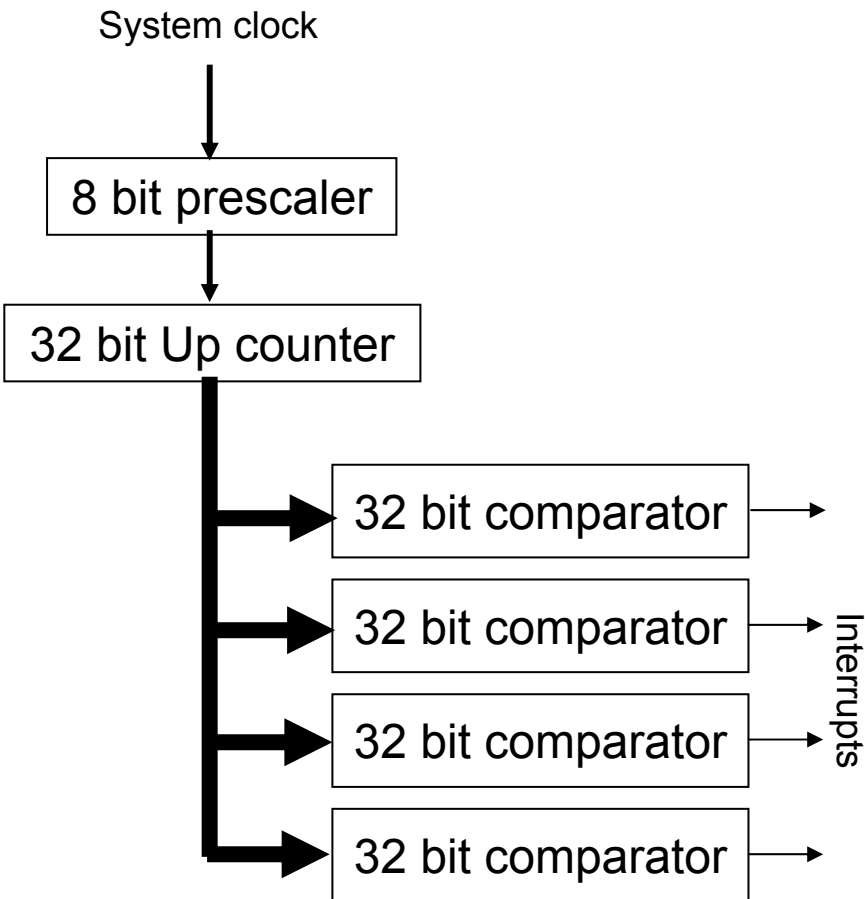 System clock
8 bit prescaler
32 bit Up counter
32 bit comparator
32 bit comparator
32 bit comparator
32 bit comparator
Interrupts